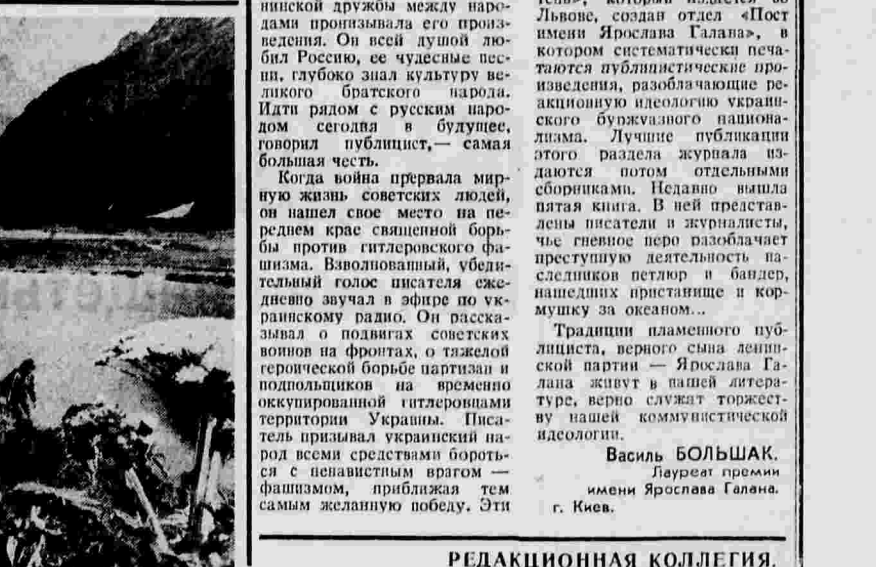 нинской дружбы между наро-
дами пронизывала его произ-
ведения. Он всей душой лю-
бил Россию, ее чудесные пес-
ни, глубоко знал культуру ве-
ликого братского народа.
Идти рядом с русским наро-
дом сегодня в будущее,
говорил публицист,— самая
большая честь.
Когда война прервала мир-
ную жизнь советских людей,
он нашел свое место на пе-
реднем крае священной борь-
бы против гитлеровского фа-
шизма. Взволнованный, убеди-
тельный голос писателя еже-
дневно звучал в эфире по ук-
раинскому радио. Он расска-
зывал о подвигах советских
воинов на фронтах, о тяжелой
героической борьбе партизан и
подпольщиков на временно
оккупированной гитлеровцами
территории Украины. Писа-
тель призывал украинский на-
род всеми средствами бороть-
ся с ненавистным врагом —
фашизмом, приближая тем
самым желанную победу. Эти
Львове, создан отдел «Пост
имени Ярослава Галана», в
котором систематически печа-
таются публицистические про-
изведения, разоблачающие ре-
акционную идеологию украин-
ского буржуазного национа-
лизма. Лучшие публикации
этого раздела журнала из-
даются потом отдельными
сборниками. Недавно вышла
пятая книга. В ней представ-
лены писатели и журналисты,
чье гневное перо разоблачает
преступную деятельность на-
следников петлюр и бандер,
нашедших пристанище и кор-
мушку за океаном...
Традиции пламенного пуб-
лициста, верного сына ленин-
ской партии — Ярослава Га-
лана живут в нашей литера-
туре, верно служат торжест-
ву нашей коммунистической
идеологии.
Василь БОЛЬШАК.
Лауреат премии
имени Ярослава Галана.
г. Киев.
РЕДАКЦИОННАЯ КОЛЛЕГИЯ.